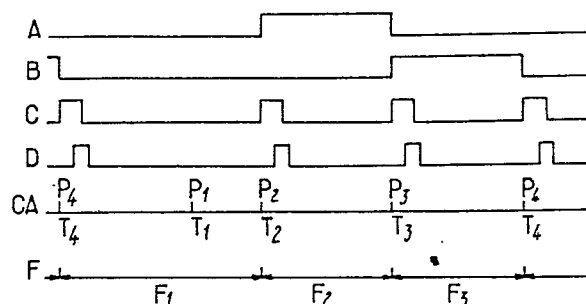 A
B
C
D
CA P₄ P₁ P₂ P₃ P₄
T₄ T₁ T₂ T₃ T₄
F
F₁ F₂ F₃